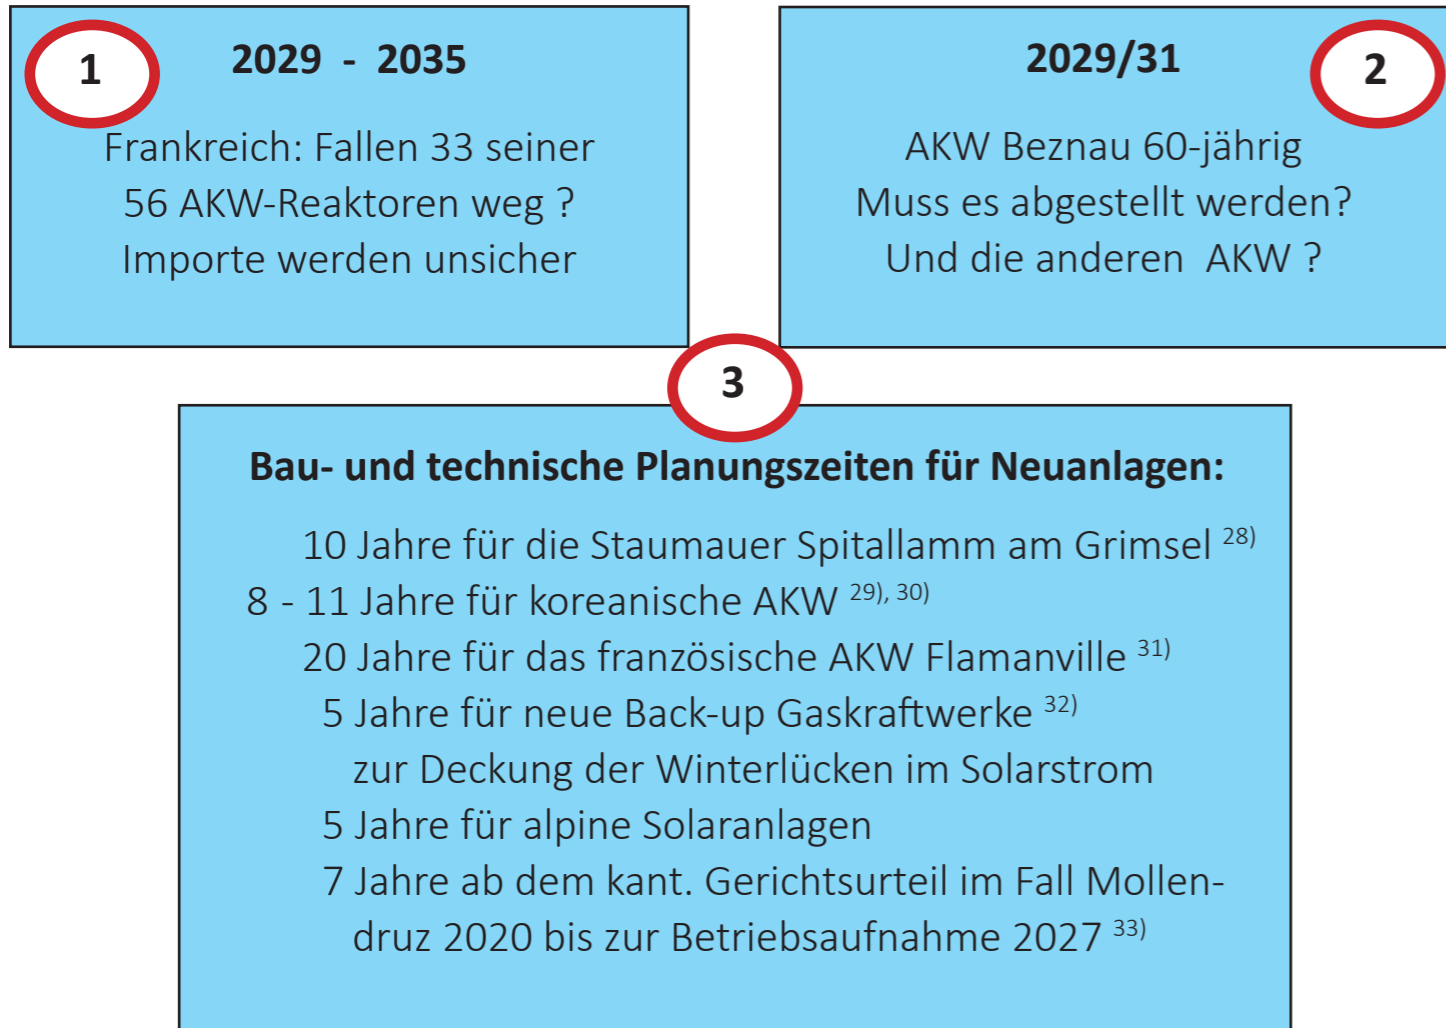 1
2029 - 2035
Frankreich: Fallen 33 seiner
56 AKW-Reaktoren weg ?
Importe werden unsicher
2029/31
2
AKW Beznau 60-jährig
Muss es abgestellt werden?
Und die anderen AKW ?
3
Bau- und technische Planungszeiten für Neuanlagen:
10 Jahre für die Staumauer Spitallamm am Grimsel 28)
8 - 11 Jahre für koreanische AKW 29), 30)
20 Jahre für das französische AKW Flamanville 31)
5 Jahre für neue Back-up Gaskraftwerke 32)
zur Deckung der Winterlücken im Solarstrom
5 Jahre für alpine Solaranlagen
7 Jahre ab dem kant. Gerichtsurteil im Fall Mollen-
druz 2020 bis zur Betriebsaufnahme 2027 33)